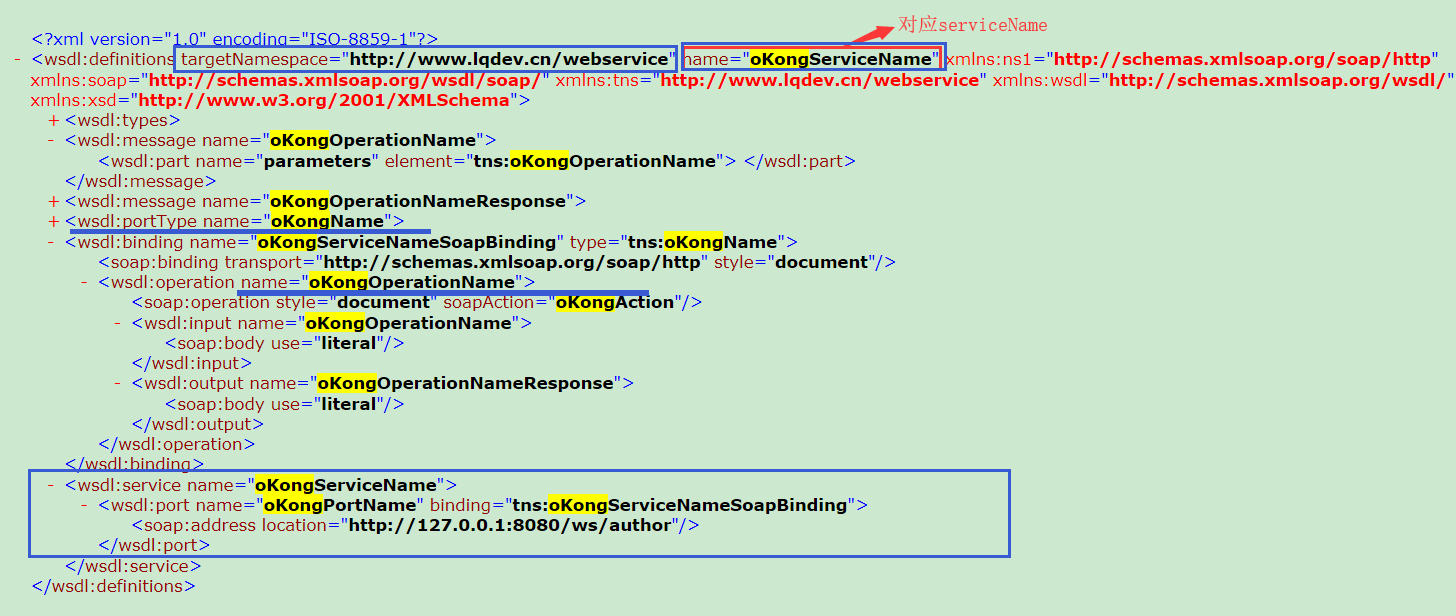 对应serviceName
<?xml version="1.0" encoding="ISO-8859-1"?>
- <wsdl:definitions targetNamespace="http://www.lqdev.cn/webservice" name="oKongServiceName" xmlns:ns1="http://schemas.xmlsoap.org/soap/http"
xmlns:soap="http://schemas.xmlsoap.org/wsdl/soap/" xmlns:tns="http://www.lqdev.cn/webservice" xmlns:wsdl="http://schemas.xmlsoap.org/wsdl/"
xmlns:xsd="http://www.w3.org/2001/XMLSchema">
+ <wsdl:types>
- <wsdl:message name="oKongOperationName">
<wsdl:part name="parameters" element="tns:oKongOperationName"> </wsdl:part>
</wsdl:message>
+ <wsdl:message name="oKongOperationNameResponse">
+ <wsdl:portType name="oKongName">
- <wsdl:binding name="oKongServiceNameSoapBinding" type="tns:oKongName">
<soap:binding transport="http://schemas.xmlsoap.org/soap/http" style="document"/>
- <wsdl:operation name="oKongOperationName">
<soap:operation style="document" soapAction="oKongAction"/>
- <wsdl:input name="oKongOperationName">
<soap:body use="literal"/>
</wsdl:input>
- <wsdl:output name="oKongOperationNameResponse">
<soap:body use="literal"/>
</wsdl:output>
</wsdl:operation>
</wsdl:binding>
- <wsdl:service name="oKongServiceName">
- <wsdl:port name="oKongPortName" binding="tns:oKongServiceNameSoapBinding">
<soap:address location="http://127.0.0.1:8080/ws/author"/>
</wsdl:port>
</wsdl:service>
</wsdl:definitions>